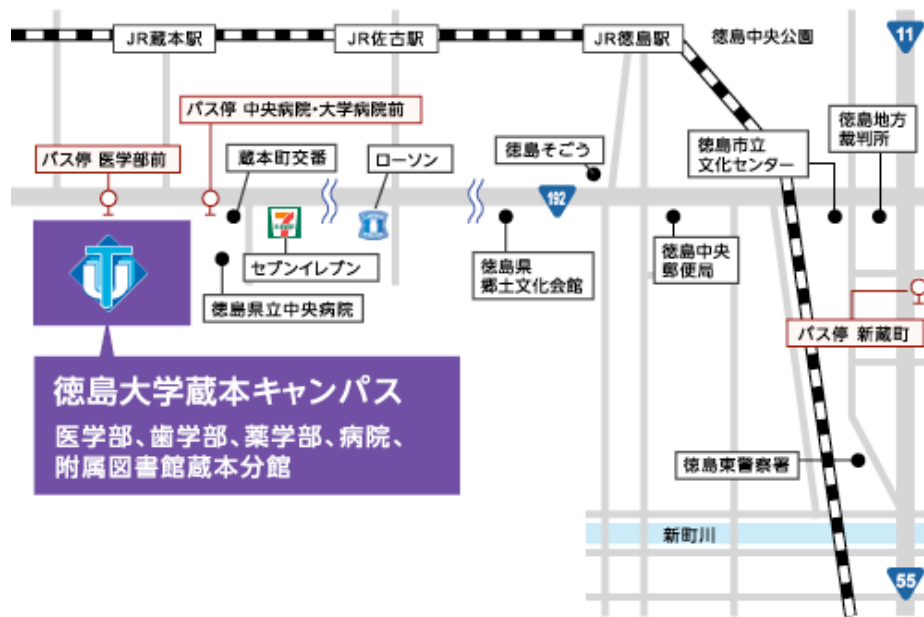 JR蔵本駅
JR佐古駅
JR徳島駅
徳島中央公園
11
バス停 中央病院・大学病院前
バス停 医学部前
蔵本町交番
ローソン
徳島そごう
徳島市立
文化センター
徳島地方
裁判所
192
セブンイレブン
徳島県立中央病院
徳島県
郷土文化会館
徳島中央
郵便局
バス停 新蔵町
徳島大学蔵本キャンパス
医学部、歯学部、薬学部、病院、
附属図書館蔵本分館
徳島東警察署
新町川
55